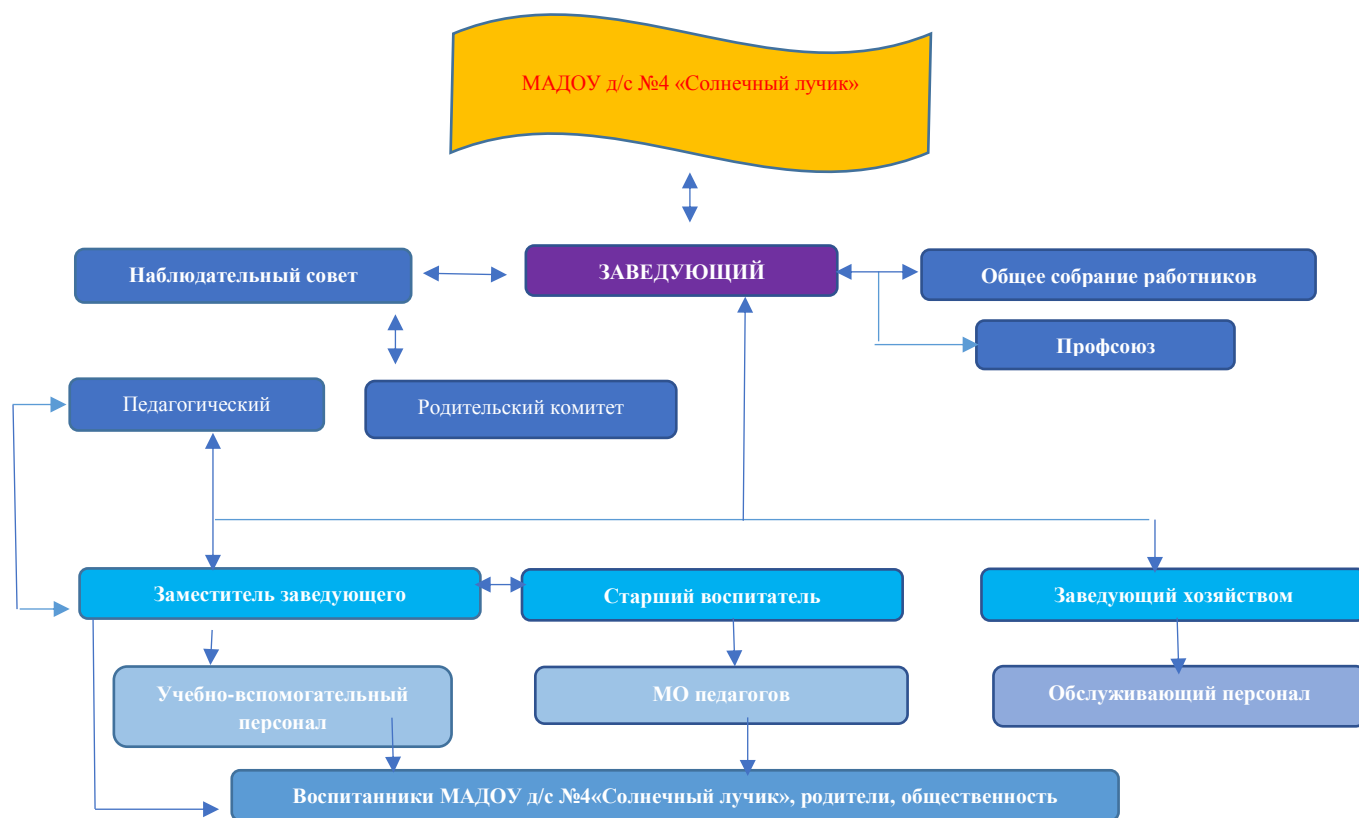 МАДОУ д/с №4 «Солнечный лучик»
Наблюдательный совет
ЗАВЕДУЮЩИЙ
Общее собрание работников
Профсоюз
Педагогический
Родительский комитет
Заместитель заведующего
Старший воспитатель
Заведующий хозяйством
Учебно-вспомогательный
персонал
МО педагогов
Обслуживающий персонал
Воспитанники МАДОУ д/с №4«Солнечный лучик», родители, общественность